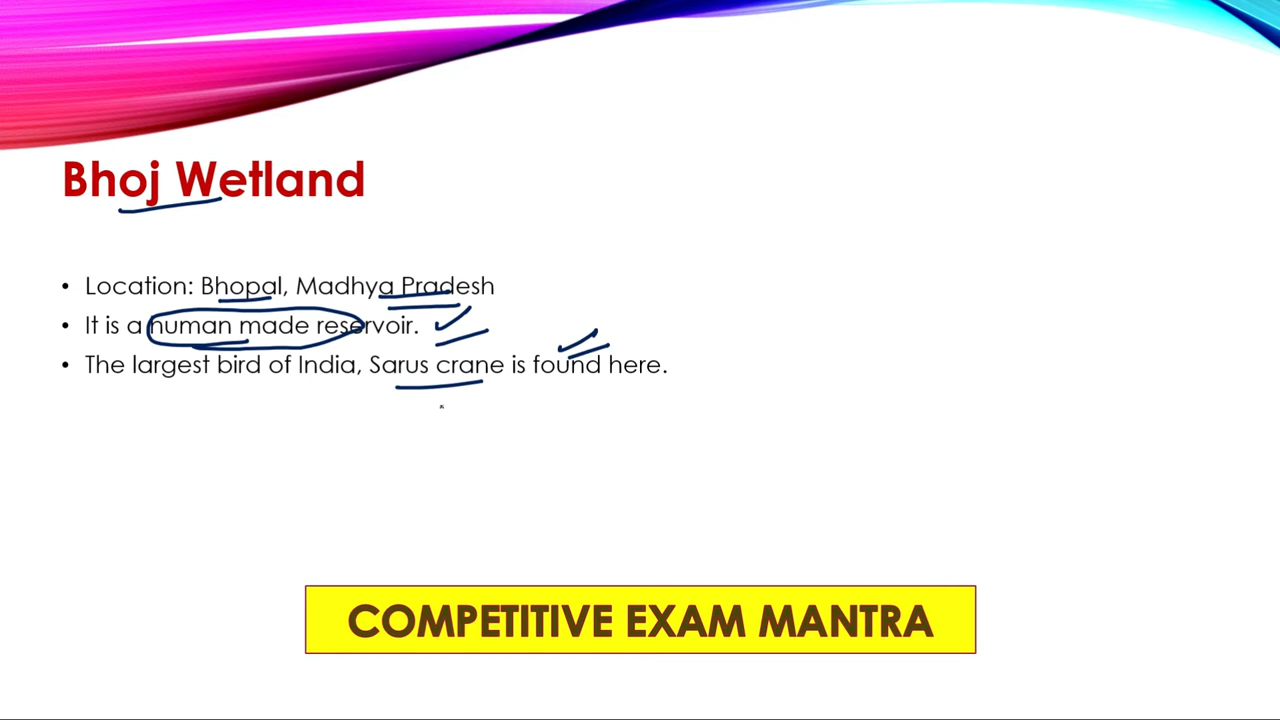 Bhoj Wetland
• Location: Bhopal, Madhya Pradesh
• It is a human made reservoir.
• The largest bird of India, Sarus crane is found here.
COMPETITIVE EXAM MANTRA